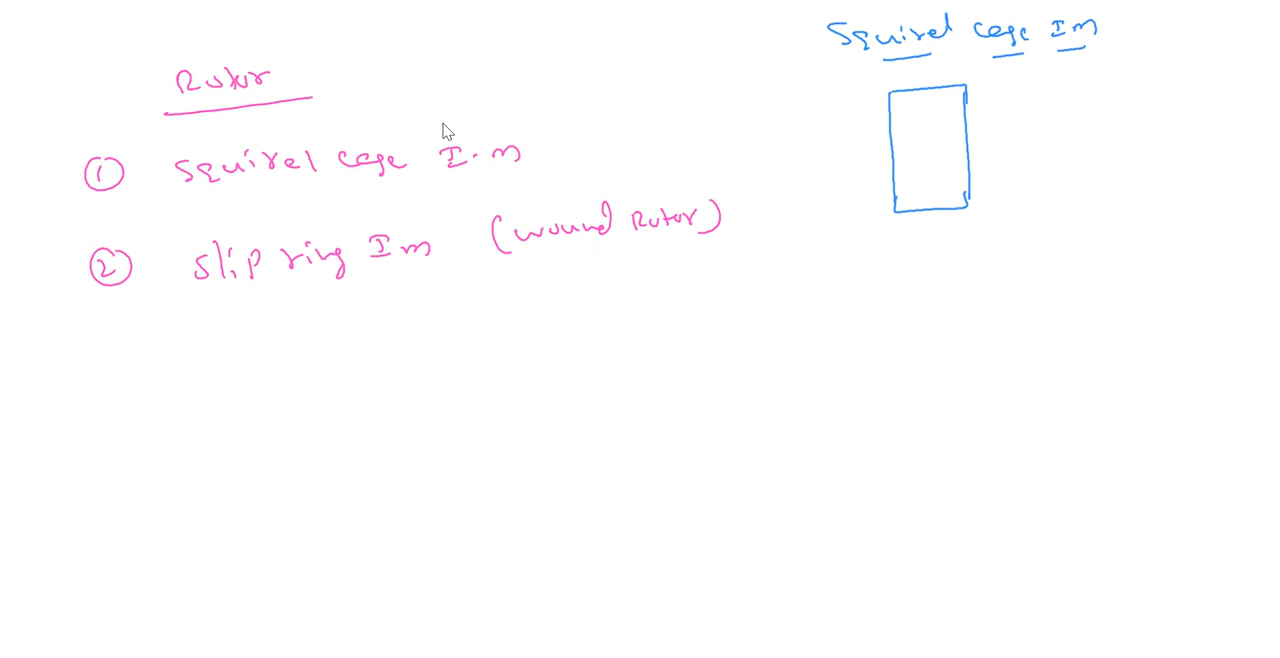 Rotor
① Squirel cage I.m
② Slip ring Im (wound Rotor)
Squirel cage Im